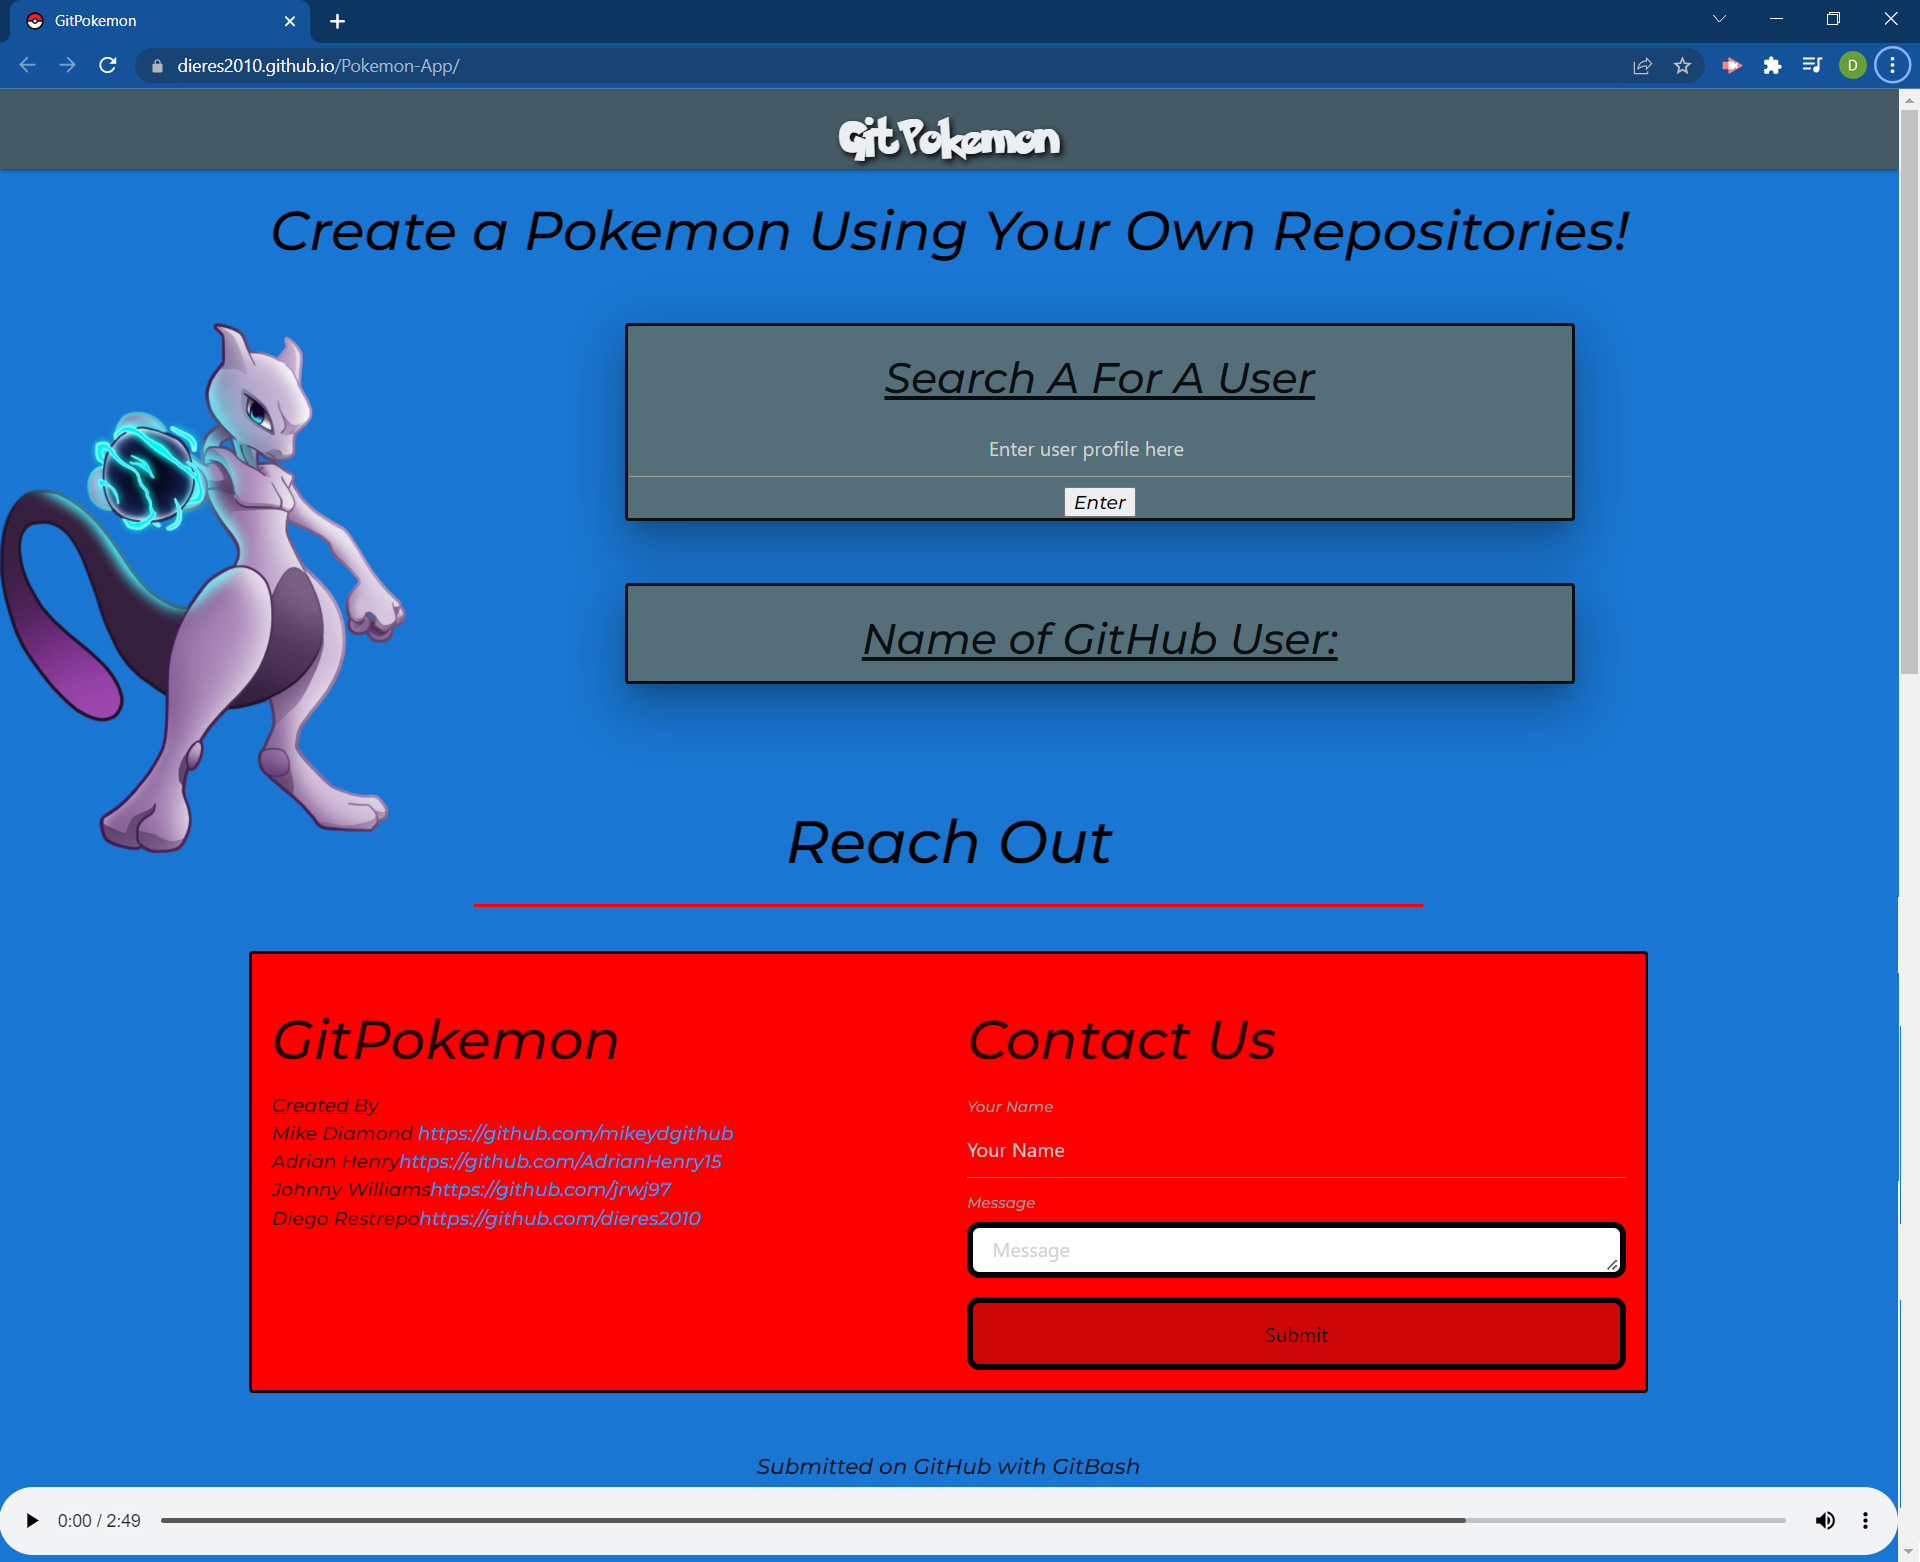 GitPokemon
dieres2010.github.io/Pokemon-App/
D
GitPokemon
Create a Pokemon Using Your Own Repositories!
Search A For A User
Enter user profile here
Enter
Name of GitHub User:
Reach Out
GitPokemon
Created By
Mike Diamond https://github.com/mikeydgithub
Adrian Henryhttps://github.com/AdrianHenry15
Johnny Williamshttps://github.com/jrwj97
Diego Restrepohttps://github.com/dieres2010
Contact Us
Your Name
Your Name
Message
Message
Submit
Submitted on GitHub with GitBash
0:00 / 2:49